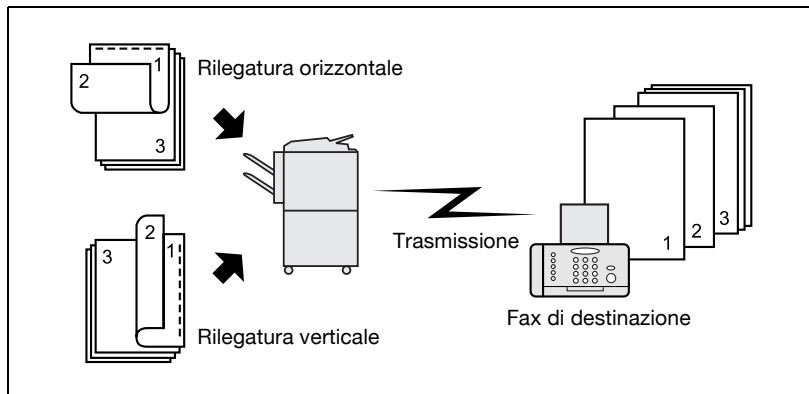 1
2
3
Rilegatura orizzontale
2
3
1
Rilegatura verticale
Trasmissione
1
2
3
Fax di destinazione